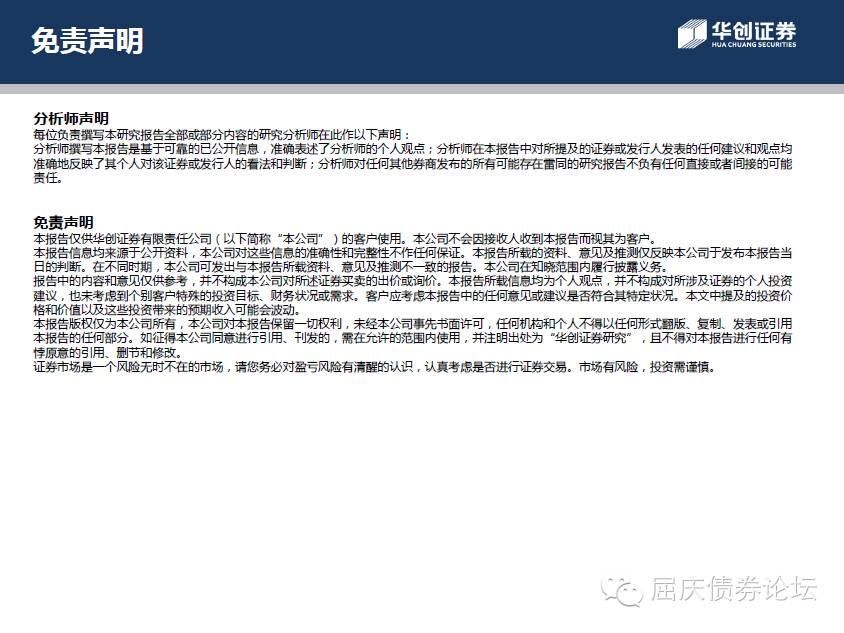 免责声明
华创证券
HUA CHUANG SECURITIES
分析师声明
每位负责撰写本研究报告全部或部分内容的研究分析师在此作以下声明：
分析师撰写本报告是基于可靠的已公开信息，准确表述了分析师的个人观点；分析师在本报告中对所提及的证券或发行人发表的任何建议和观点均
准确地反映了其个人对该证券或发行人的看法和判断；分析师对任何其他券商发布的所有可能存在雷同的研究报告不负有任何直接或者间接的可能
责任。
免责声明
本报告仅供华创证券有限责任公司（以下简称“本公司”）的客户使用。本公司不会因接收人收到本报告而视其为客户。
本报告信息均来源于公开资料，本公司对这些信息的准确性和完整性不作任何保证。本报告所载的资料、意见及推测仅反映本公司于发布本报告当
日的判断。在不同时期，本公司可发出与本报告所载资料、意见及推测不一致的报告。本公司在知晓范围内履行披露义务。
报告中的内容和意见仅供参考，并不构成本公司对所述证券买卖的出价或询价。本报告所载信息均为个人观点，并不构成对所涉及证券的个人投资
建议，也未考虑到个别客户特殊的投资目标、财务状况或需求。客户应考虑本报告中的任何意见或建议是否符合其特定状况。本文中提及的投资价
格和价值以及这些投资带来的预期收入可能会波动。
本报告版权仅为本公司所有，本公司对本报告保留一切权利，未经本公司事先书面许可，任何机构和个人不得以任何形式翻版、复制、发表或引用
本报告的任何部分。如征得本公司同意进行引用、刊发的，需在允许的范围内使用，并注明出处为“华创证券研究”，且不得对本报告进行任何有
悖原意的引用、删节和修改。
证券市场是一个风险无时不在的市场，请您务必对盈亏风险有清醒的认识，认真考虑是否进行证券交易。市场有风险，投资需谨慎。
屈庆债券论坛